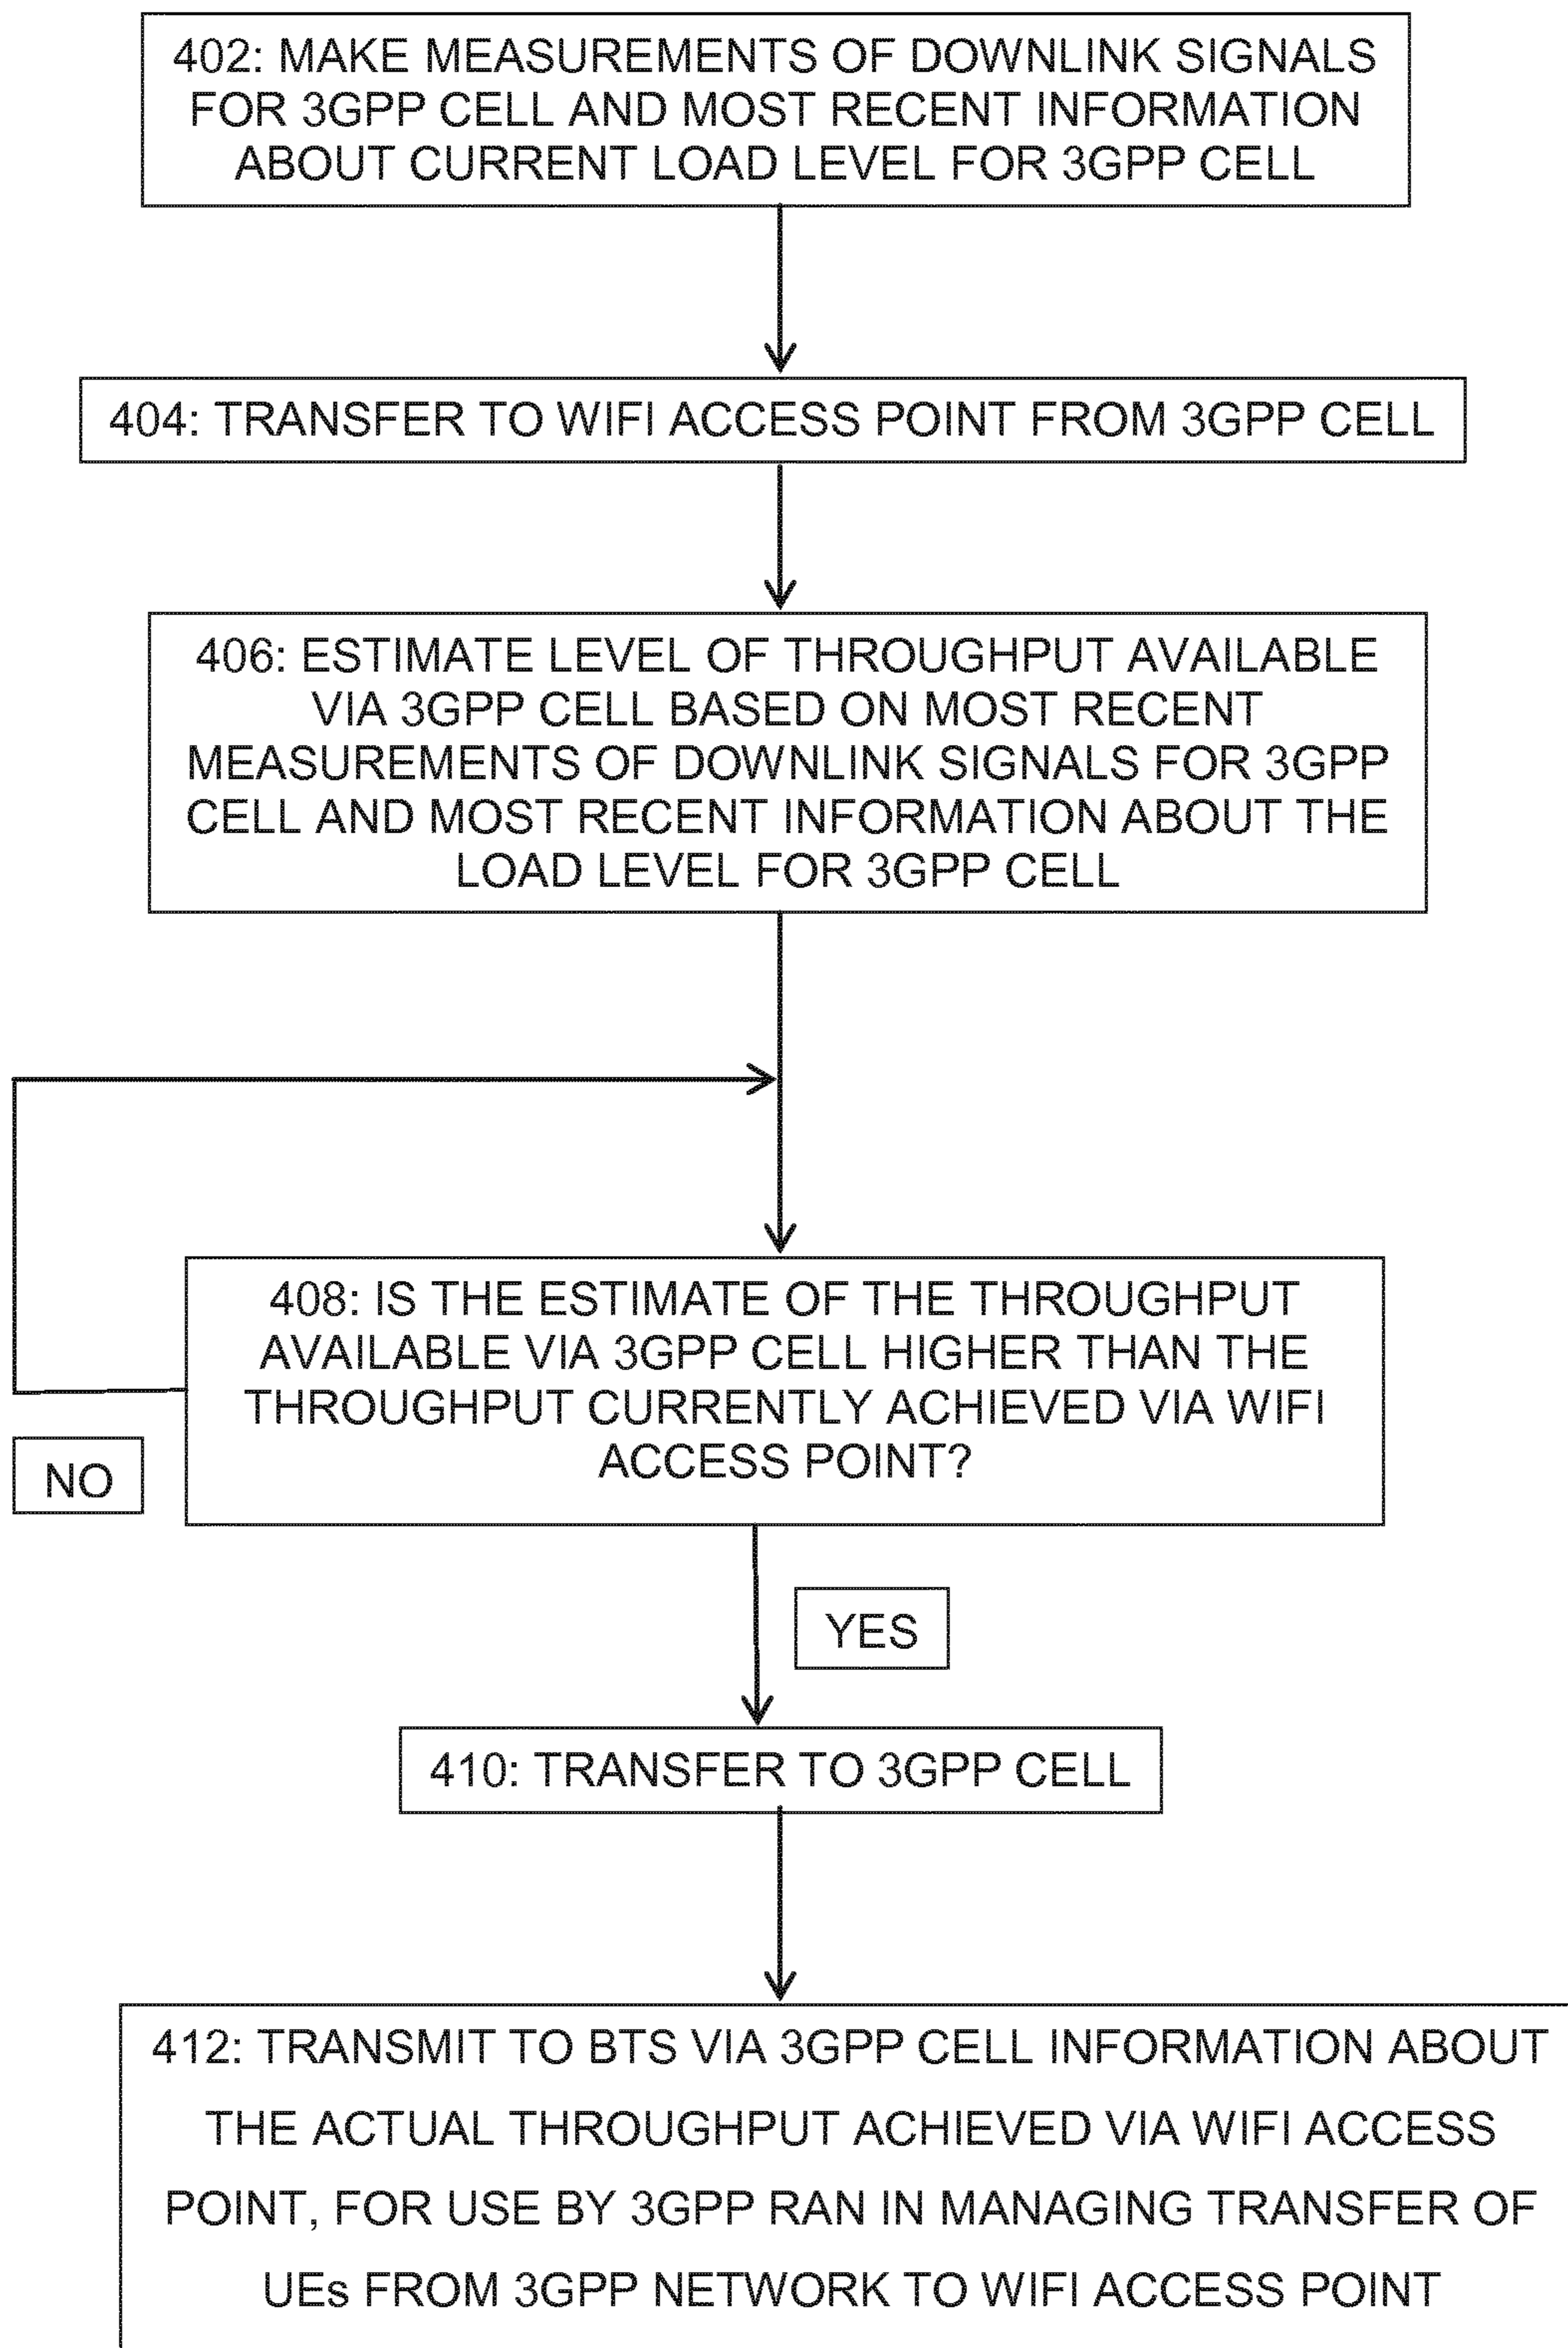 402: MAKE MEASUREMENTS OF DOWNLINK SIGNALS
FOR 3GPP CELL AND MOST RECENT INFORMATION
ABOUT CURRENT LOAD LEVEL FOR 3GPP CELL
404: TRANSFER TO WIFI ACCESS POINT FROM 3GPP CELL
406: ESTIMATE LEVEL OF THROUGHPUT AVAILABLE
VIA 3GPP CELL BASED ON MOST RECENT
MEASUREMENTS OF DOWNLINK SIGNALS FOR 3GPP
CELL AND MOST RECENT INFORMATION ABOUT THE
LOAD LEVEL FOR 3GPP CELL
408: IS THE ESTIMATE OF THE THROUGHPUT
AVAILABLE VIA 3GPP CELL HIGHER THAN THE
THROUGHPUT CURRENTLY ACHIEVED VIA WIFI
ACCESS POINT?
NO
YES
410: TRANSFER TO 3GPP CELL
412: TRANSMIT TO BTS VIA 3GPP CELL INFORMATION ABOUT
THE ACTUAL THROUGHPUT ACHIEVED VIA WIFI ACCESS
POINT, FOR USE BY 3GPP RAN IN MANAGING TRANSFER OF
UEs FROM 3GPP NETWORK TO WIFI ACCESS POINT